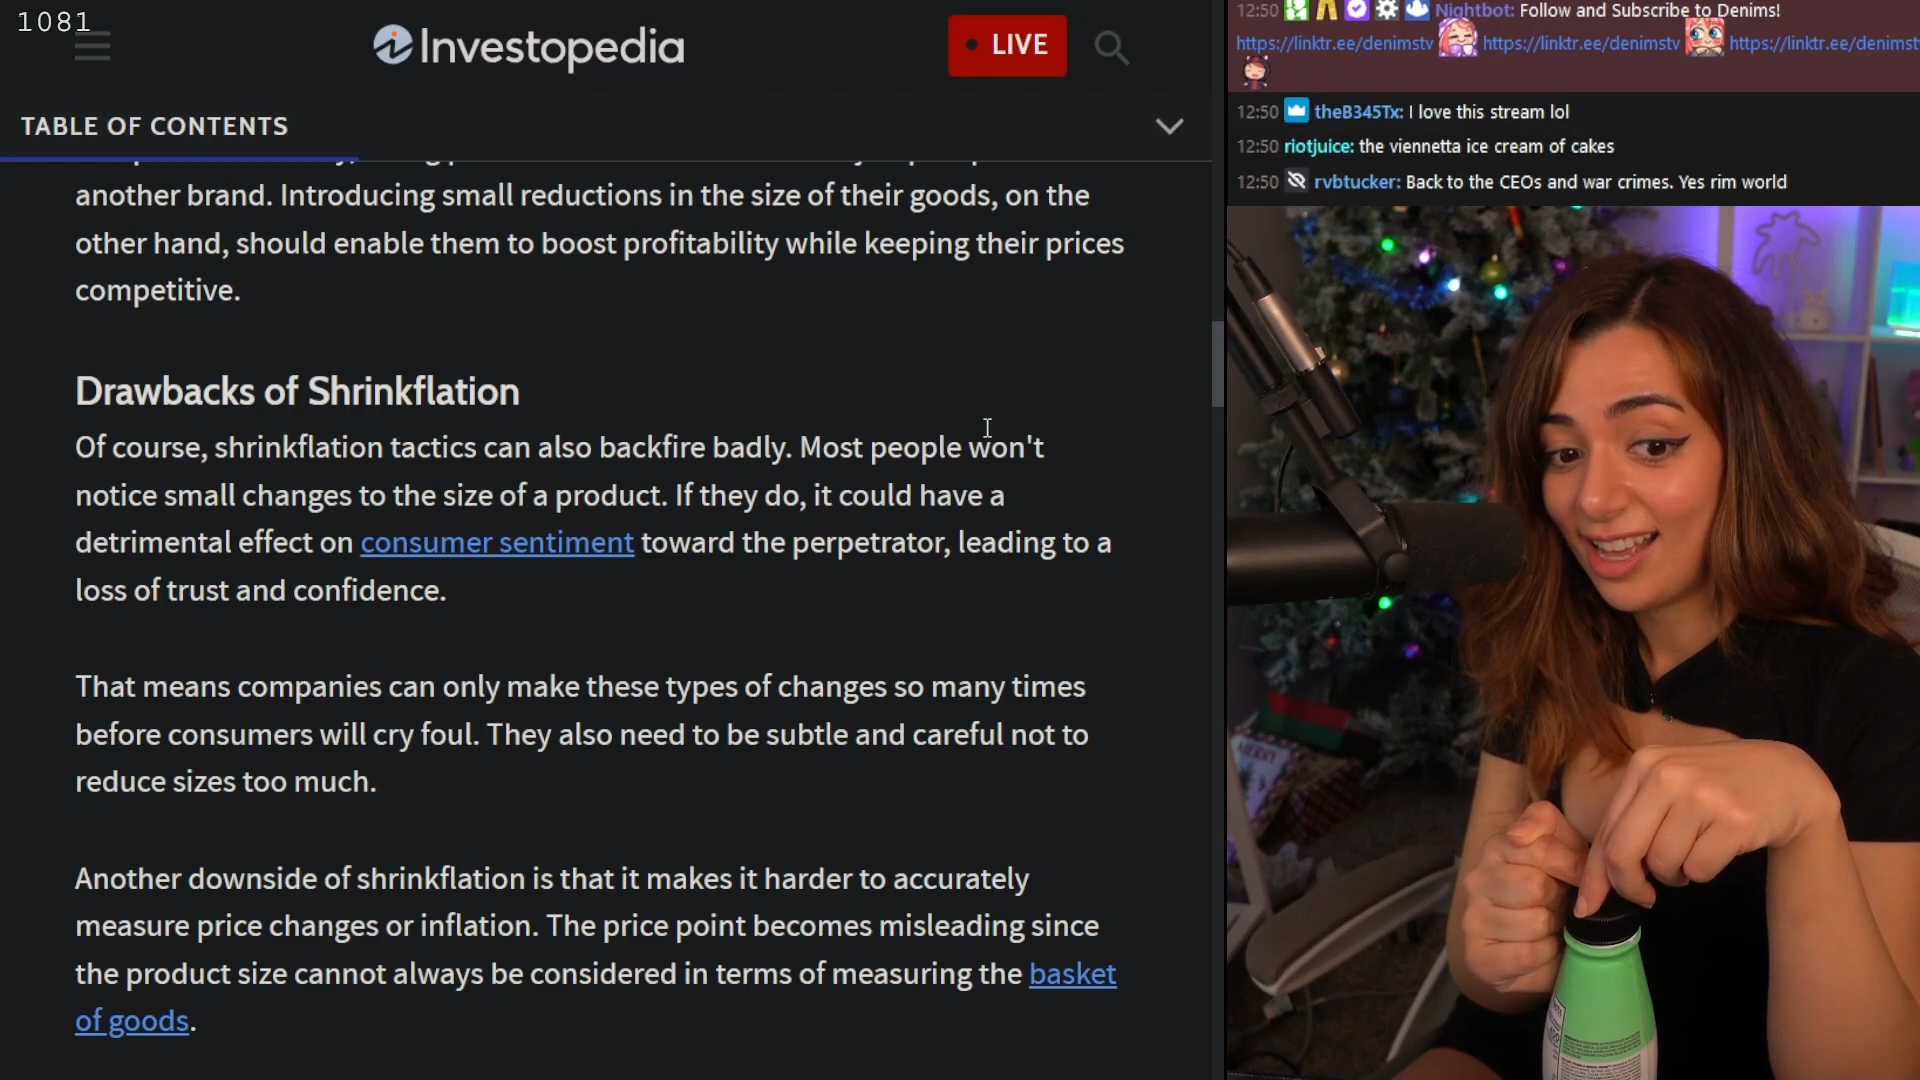 1081
Investopedia
LIVE
TABLE OF CONTENTS
another brand. Introducing small reductions in the size of their goods, on the
other hand, should enable them to boost profitability while keeping their prices
competitive.
Drawbacks of Shrinkflation
Of course, shrinkflation tactics can also backfire badly. Most people won't
notice small changes to the size of a product. If they do, it could have a
detrimental effect on consumer sentiment toward the perpetrator, leading to a
loss of trust and confidence.
That means companies can only make these types of changes so many times
before consumers will cry foul. They also need to be subtle and careful not to
reduce sizes too much.
Another downside of shrinkflation is that it makes it harder to accurately
measure price changes or inflation. The price point becomes misleading since
the product size cannot always be considered in terms of measuring the basket
of goods.
12:50 Nightbot: Follow and Subscribe to Denims!
https://linktr.ee/denimstv https://linktr.ee/denimstv https://linktr.ee/denimst
12:50 theB345Tx: I love this stream lol
12:50 riotjuice: the viennetta ice cream of cakes
12:50 rvbtucker: Back to the CEOs and war crimes. Yes rim world
MERRY